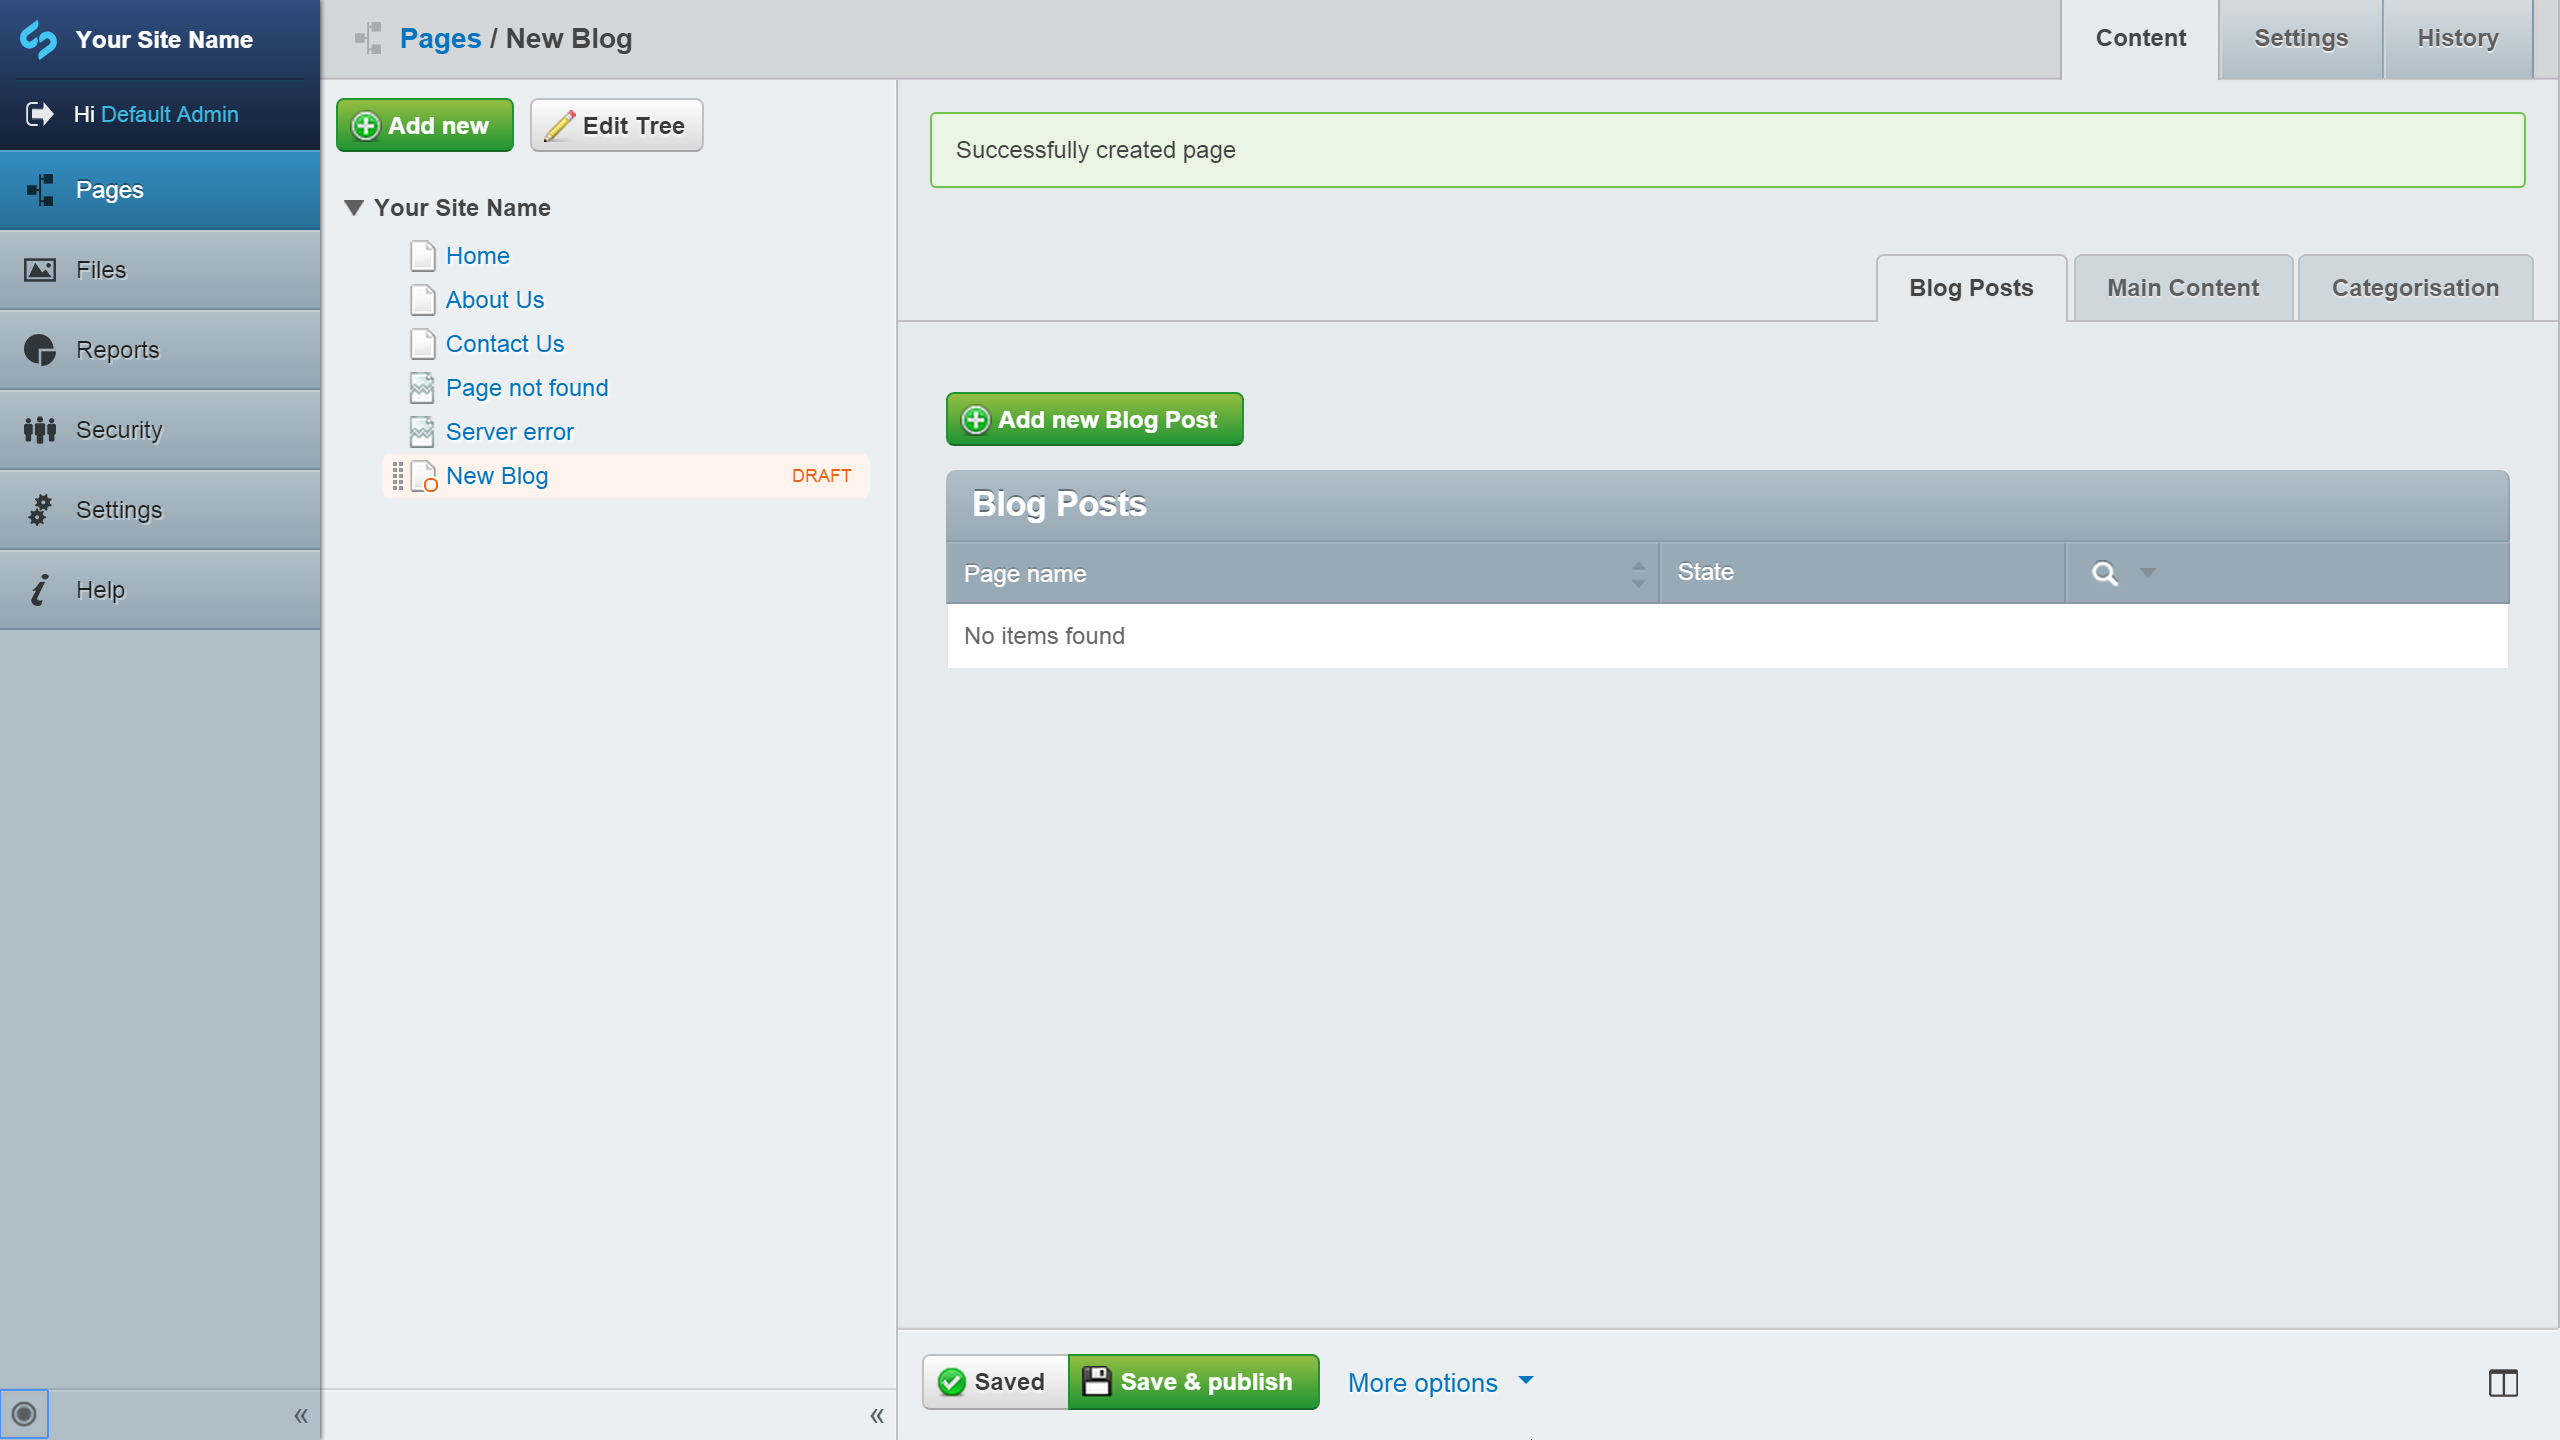 Your Site Name
Hi Default Admin
Pages
Files
Reports
Security
Settings
Help
Pages / New Blog
Content
Settings
History
Add new
Edit Tree
Your Site Name
Home
About Us
Contact Us
Page not found
Server error
New Blog
DRAFT
Successfully created page
Blog Posts
Main Content
Categorisation
Add new Blog Post
Blog Posts
Page name
State
No items found
Saved
Save & publish
More options
«
«